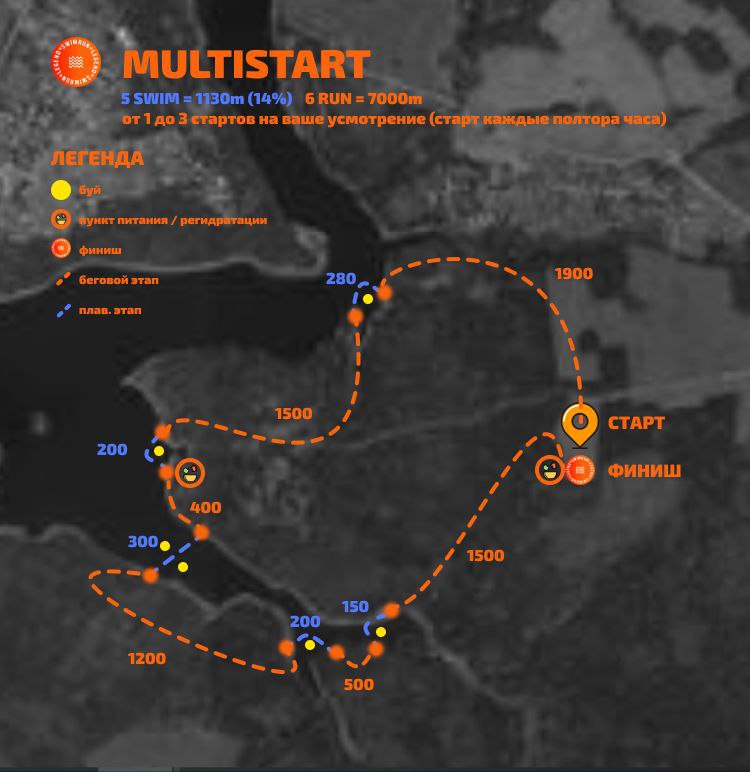 MULTISTART
5 SWIM = 1130m (14%) 6 RUN = 7000m
от 1 до 3 стартов на ваше усмотрение (старт каждые полтора часа)
ЛЕГЕНДА
буй
пункт питания / регидратации
финиш
беговой этап
плав. этап
280
1900
1500
СТАРТ
200
ФИНИШ
400
300
1500
150
200
1200
500